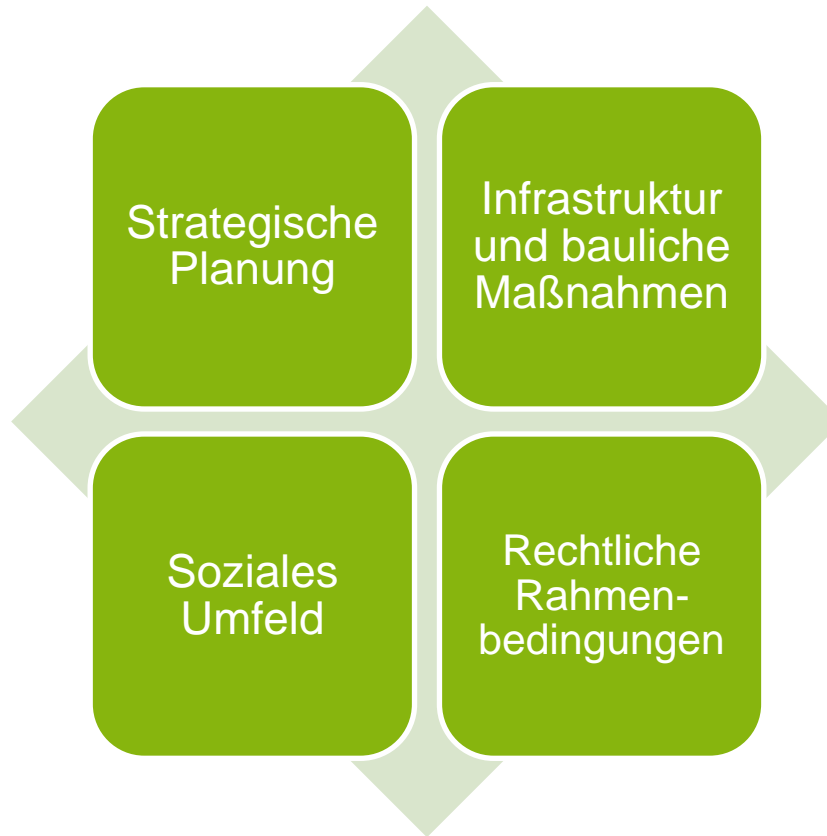 Strategische
Planung
Infrastruktur
und bauliche
Maßnahmen
Soziales
Umfeld
Rechtliche
Rahmen-
bedingungen